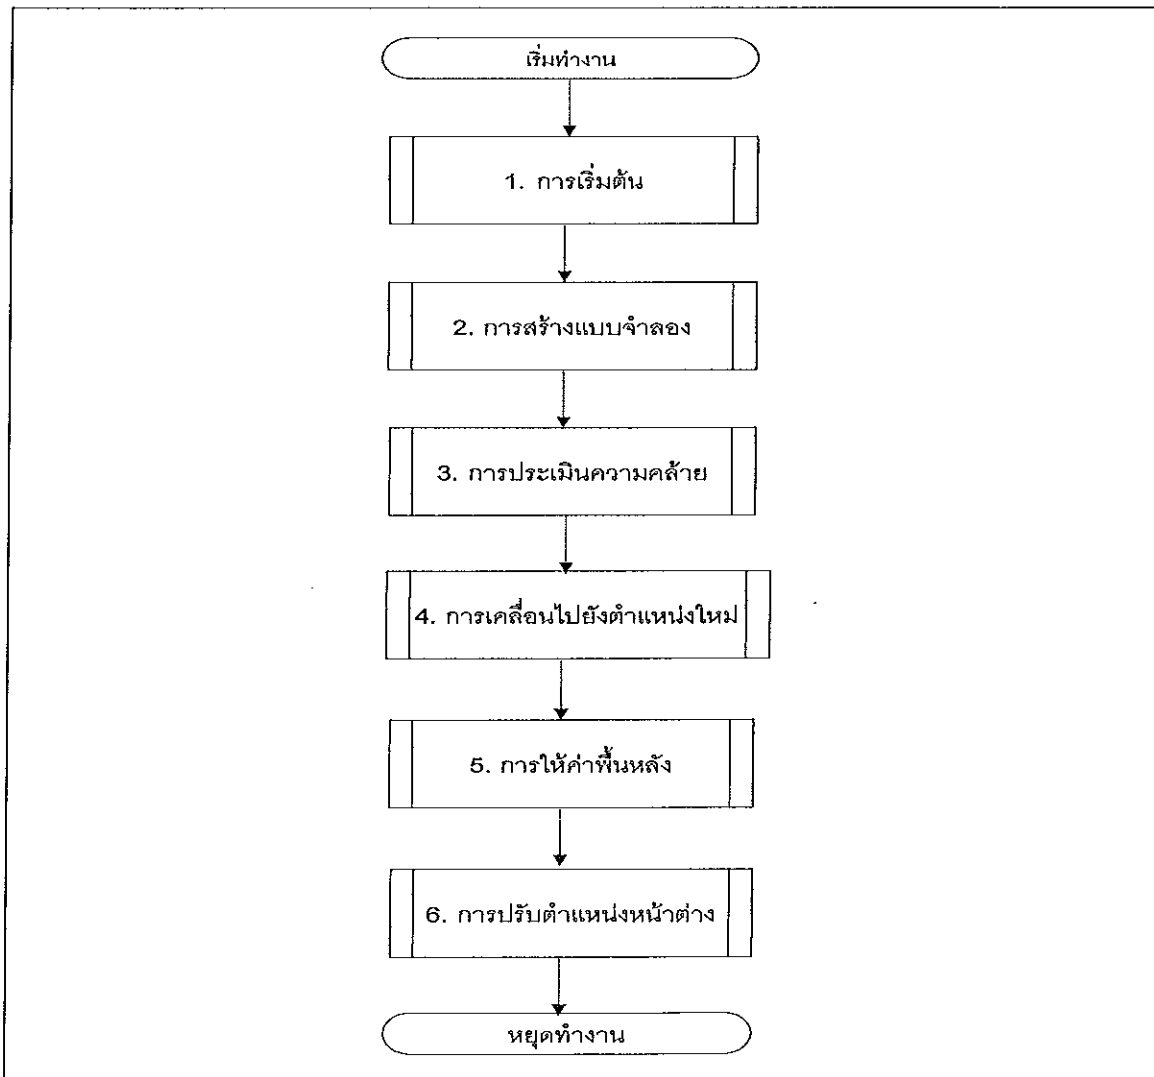 เริ่มทำงาน
1. การเริ่มต้น
2. การสร้างแบบจำลอง
3. การประเมินความคล้าย
4. การเคลื่อนไปยังตำแหน่งใหม่
5. การให้ค่าพื้นหลัง
6. การปรับตำแหน่งหน้าต่าง
หยุดทำงาน